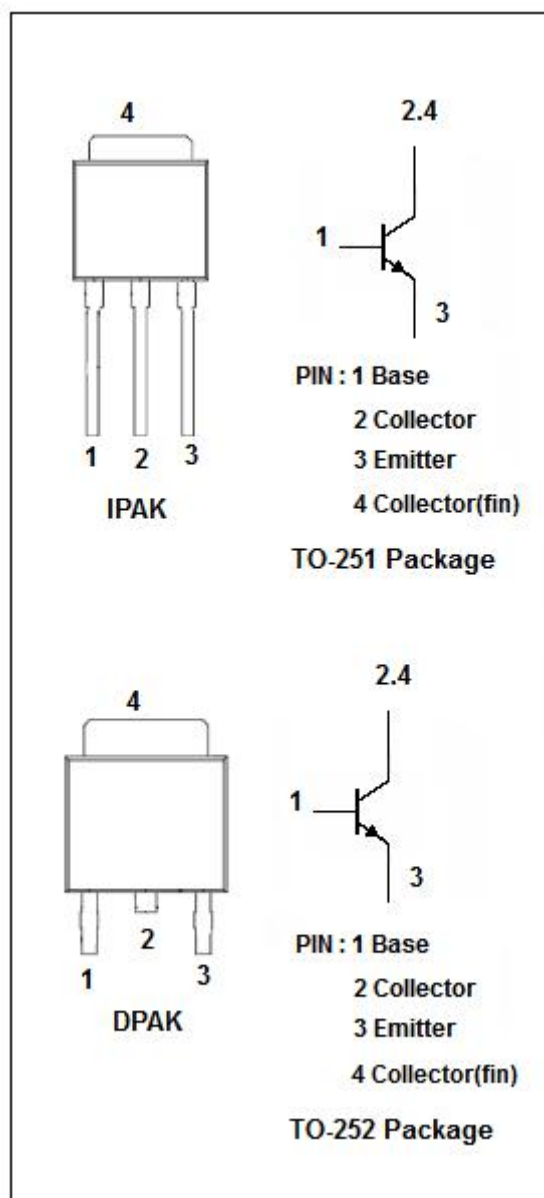 4
2.4
1
3
1 2 3
IPAK
PIN : 1 Base
2 Collector
3 Emitter
4 Collector(fin)
TO-251 Package
4
2.4
1
3
1 2 3
DPAK
PIN : 1 Base
2 Collector
3 Emitter
4 Collector(fin)
TO-252 Package